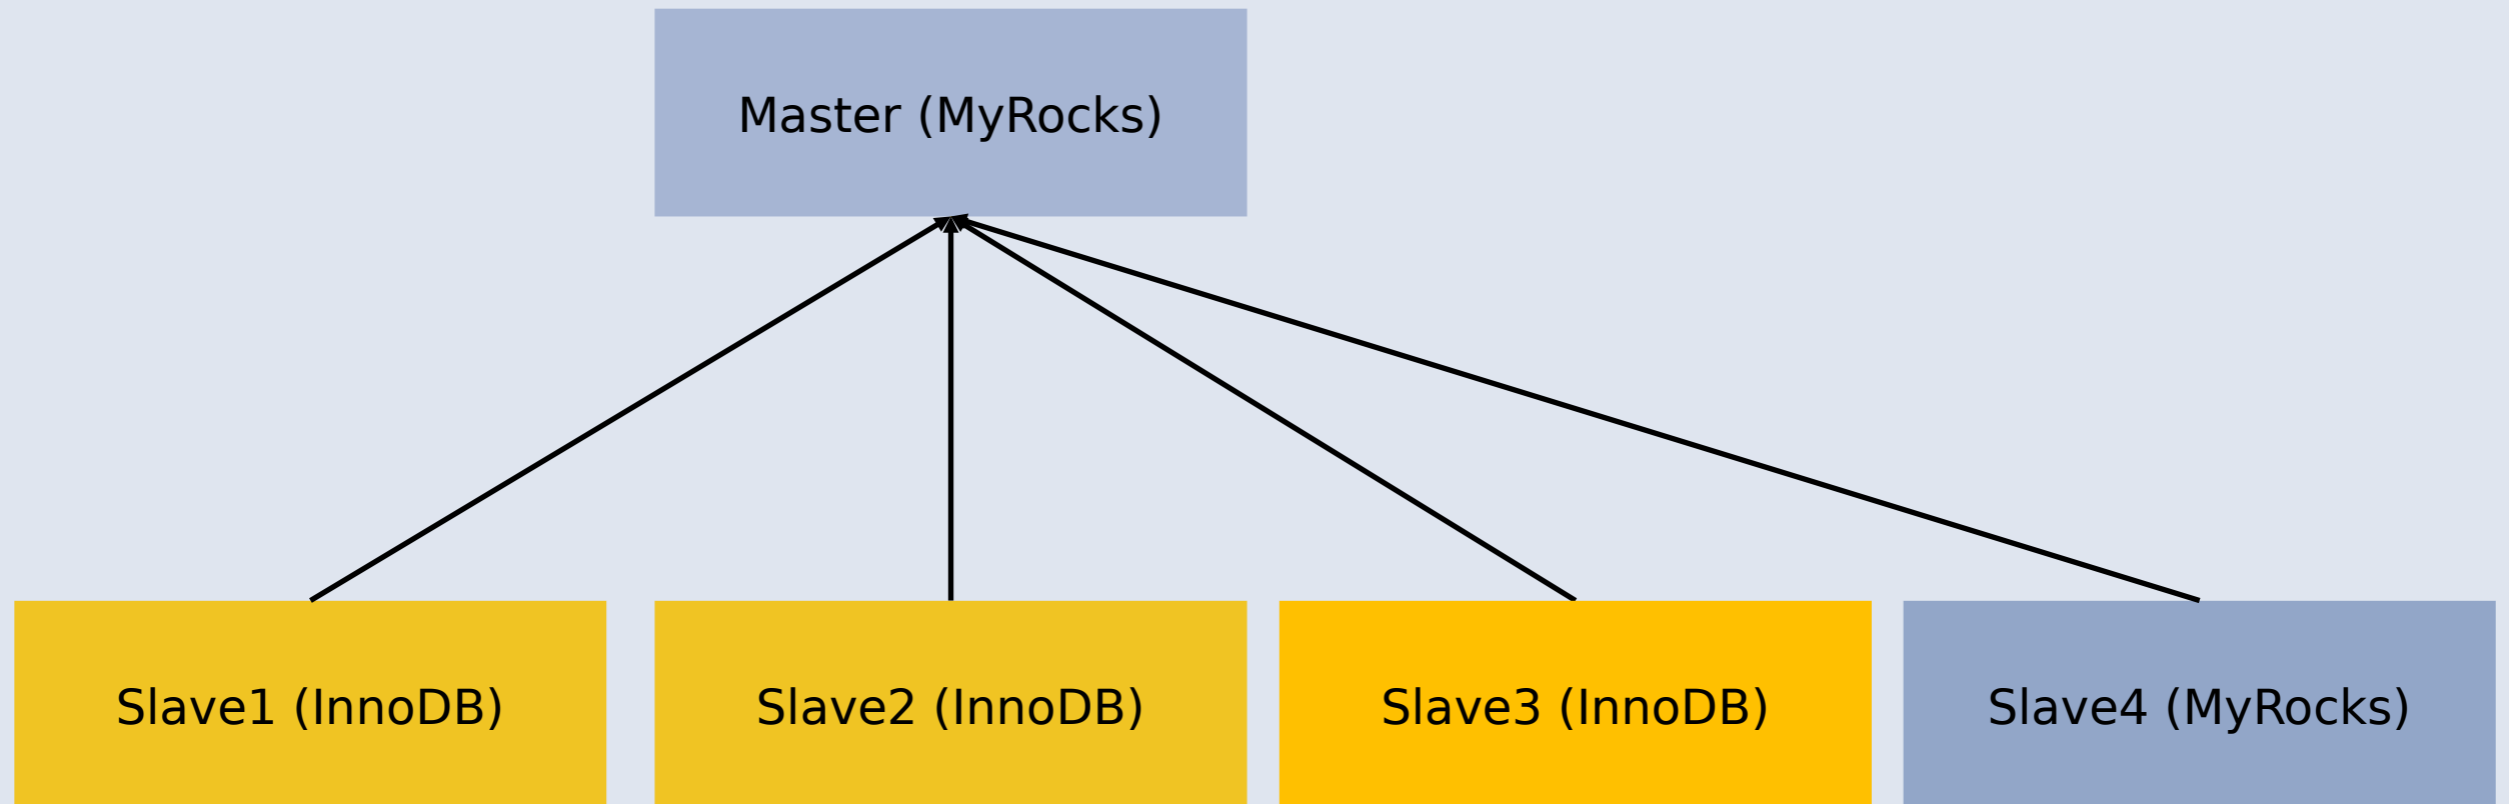 Master (MyRocks)
Slave1 (InnoDB)
Slave2 (InnoDB)
Slave3 (InnoDB)
Slave4 (MyRocks)